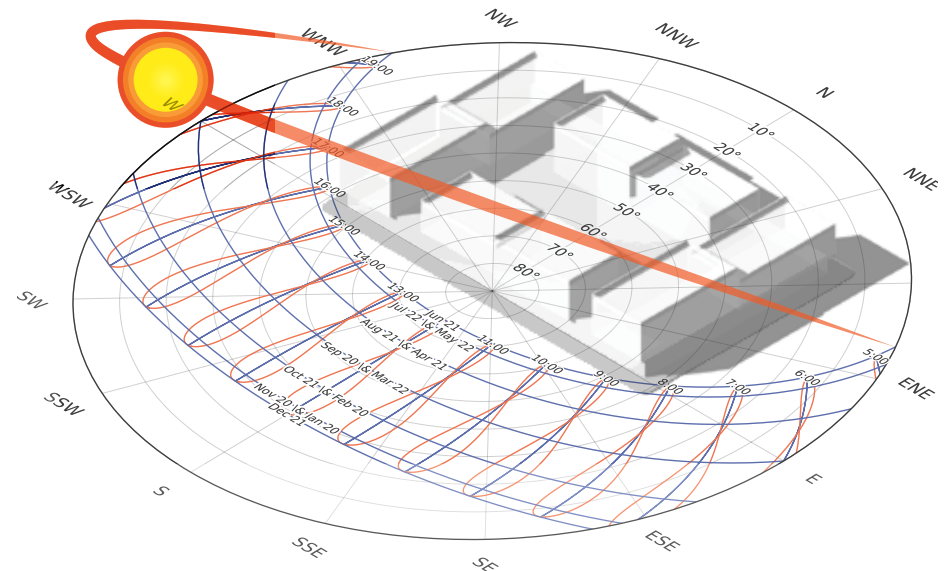 NW
NNW
WNW
N
19:00
W
18:00
10°
17:00
20°
30°
NNE
WSW
16:00
40°
50°
15:00
60°
70°
14:00
80°
SW
13:00
Jun·21
Jul·22·\&·May·22
11:00
Aug·21·\&·Apr·21
10:00
5:00
Sep·20·\&·Mar·22
9:00
8:00
7:00
6:00
ENE
Oct·21·\&·Feb·20
SSW
Nov·20·\&·Jan·20
Dec·21
E
S
SSE
ESE
SE